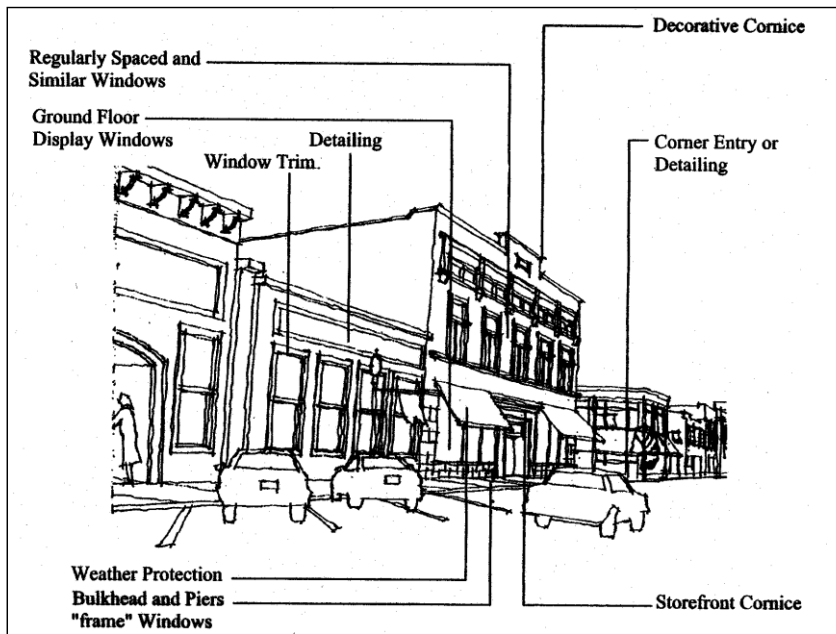 Decorative Cornice
Regularly Spaced and
Similar Windows
Ground Floor
Display Windows
Detailing
Window Trim.
Corner Entry or
Detailing
Weather Protection
Bulkhead and Piers
"frame" Windows
Storefront Cornice